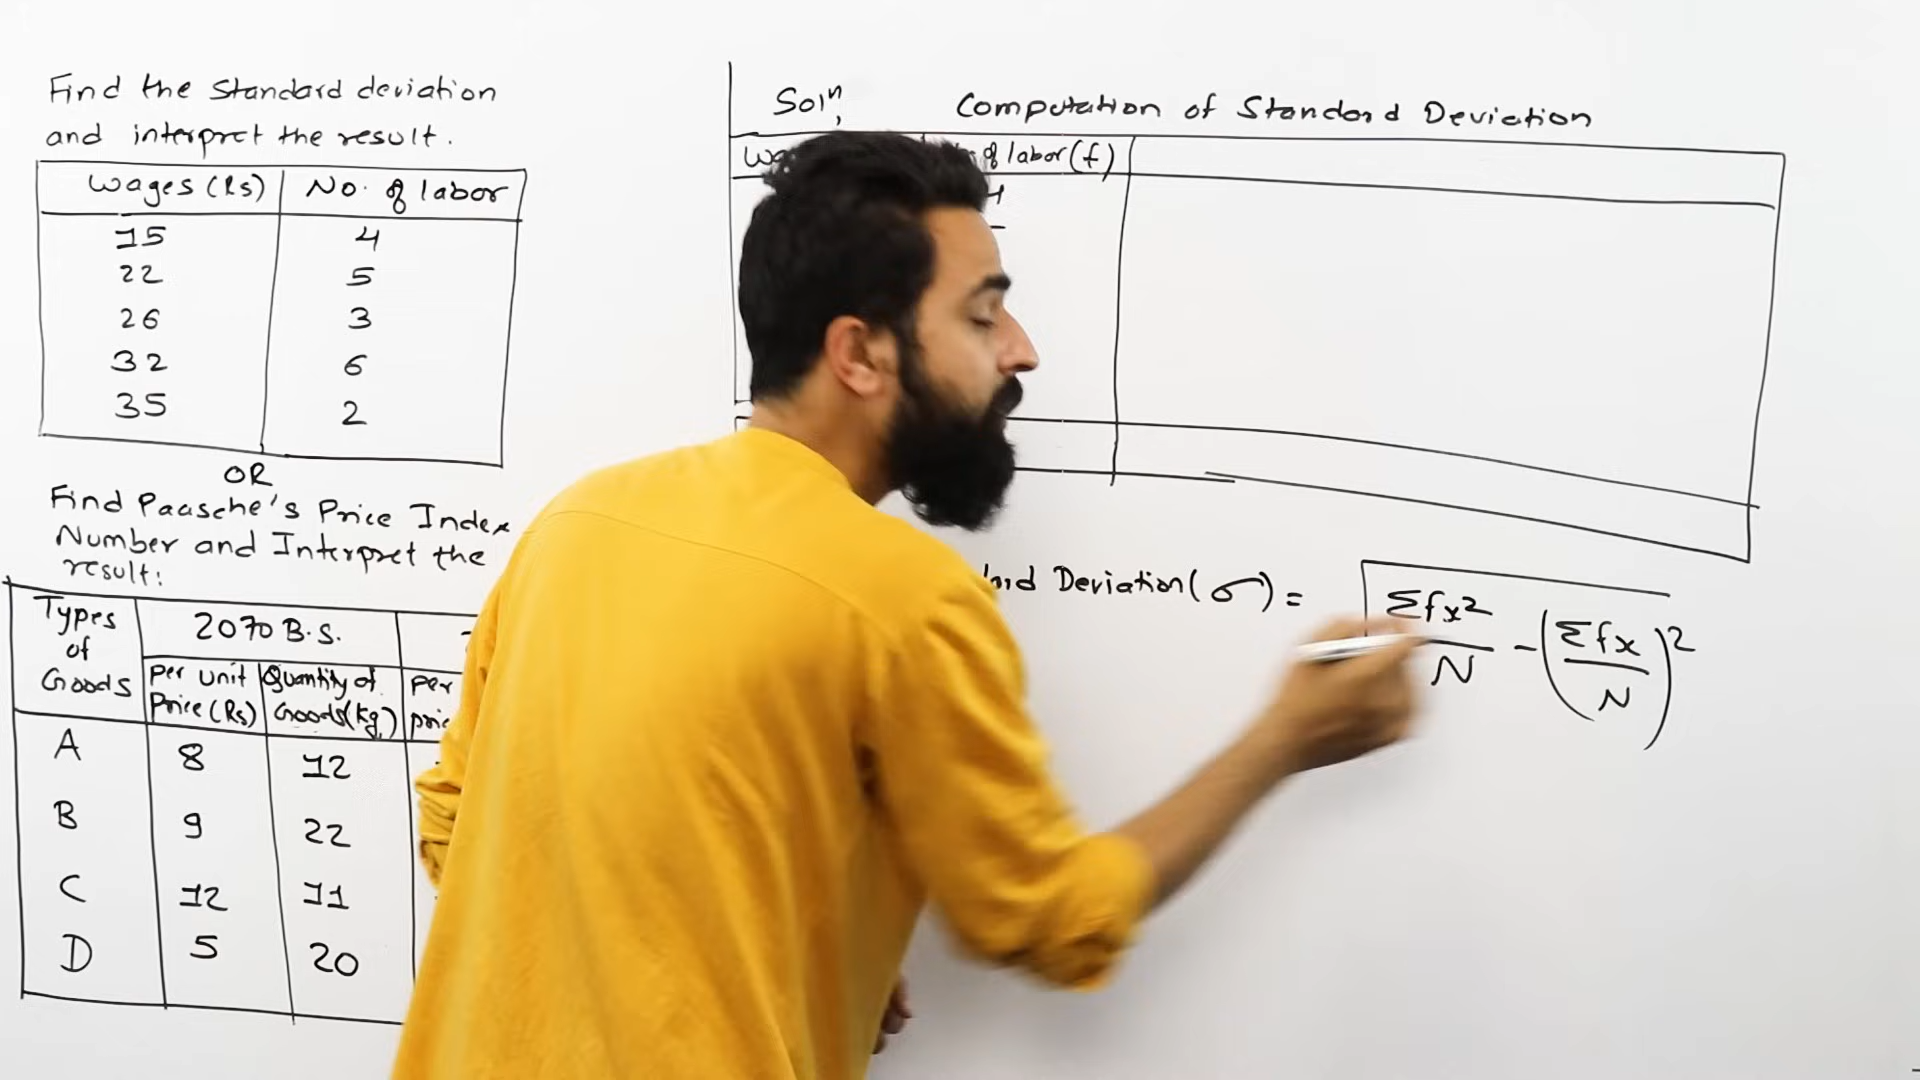 Find the Standard deviation
and interpret the result.
Wages (Rs) No. of labor
15 4
22 5
26 3
32 6
35 2
OR
Find Paasche's Price Index
Number and Interpret the
result:
Types of Goods 2070 B.S.
per unit Price (Rs) Quantity of Goods (kg) per
A 8 12
B 9 22
C 12 11
D 5 20
Solⁿ, Computation of Standard Deviation
of labor (f)
4
Deviation (σ) = √ Σfx²/N - (Σfx/N)²